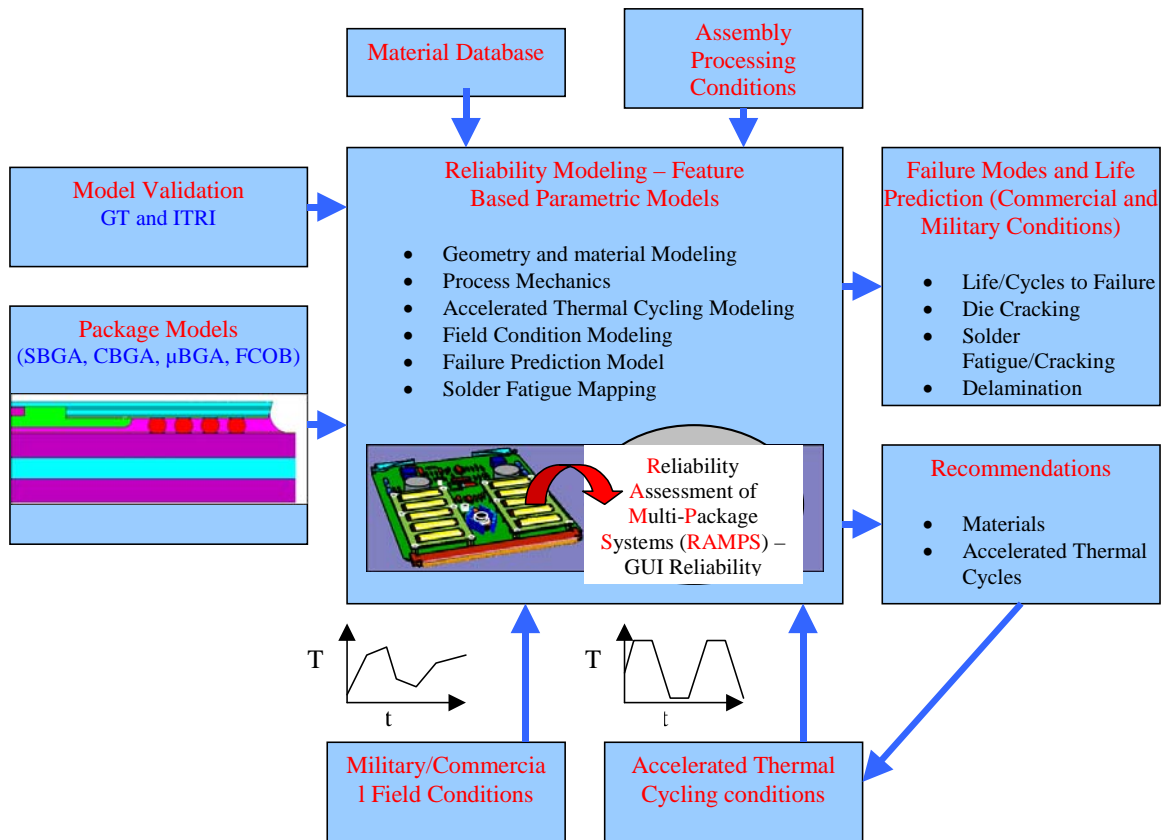 Material Database
Assembly
Processing
Conditions
Model Validation
GT and ITRI
Reliability Modeling – Feature
Based Parametric Models
• Geometry and material Modeling
• Process Mechanics
• Accelerated Thermal Cycling Modeling
• Field Condition Modeling
• Failure Prediction Model
• Solder Fatigue Mapping
Failure Modes and Life
Prediction (Commercial and
Military Conditions)
• Life/Cycles to Failure
• Die Cracking
• Solder
Fatigue/Cracking
• Delamination
Package Models
(SBGA, CBGA, μBGA, FCOB)
Reliability
Assessment of
Multi-Package
Systems (RAMPS) –
GUI Reliability
Recommendations
• Materials
• Accelerated Thermal
Cycles
T
t
T
t
Military/Commercia
l Field Conditions
Accelerated Thermal
Cycling conditions